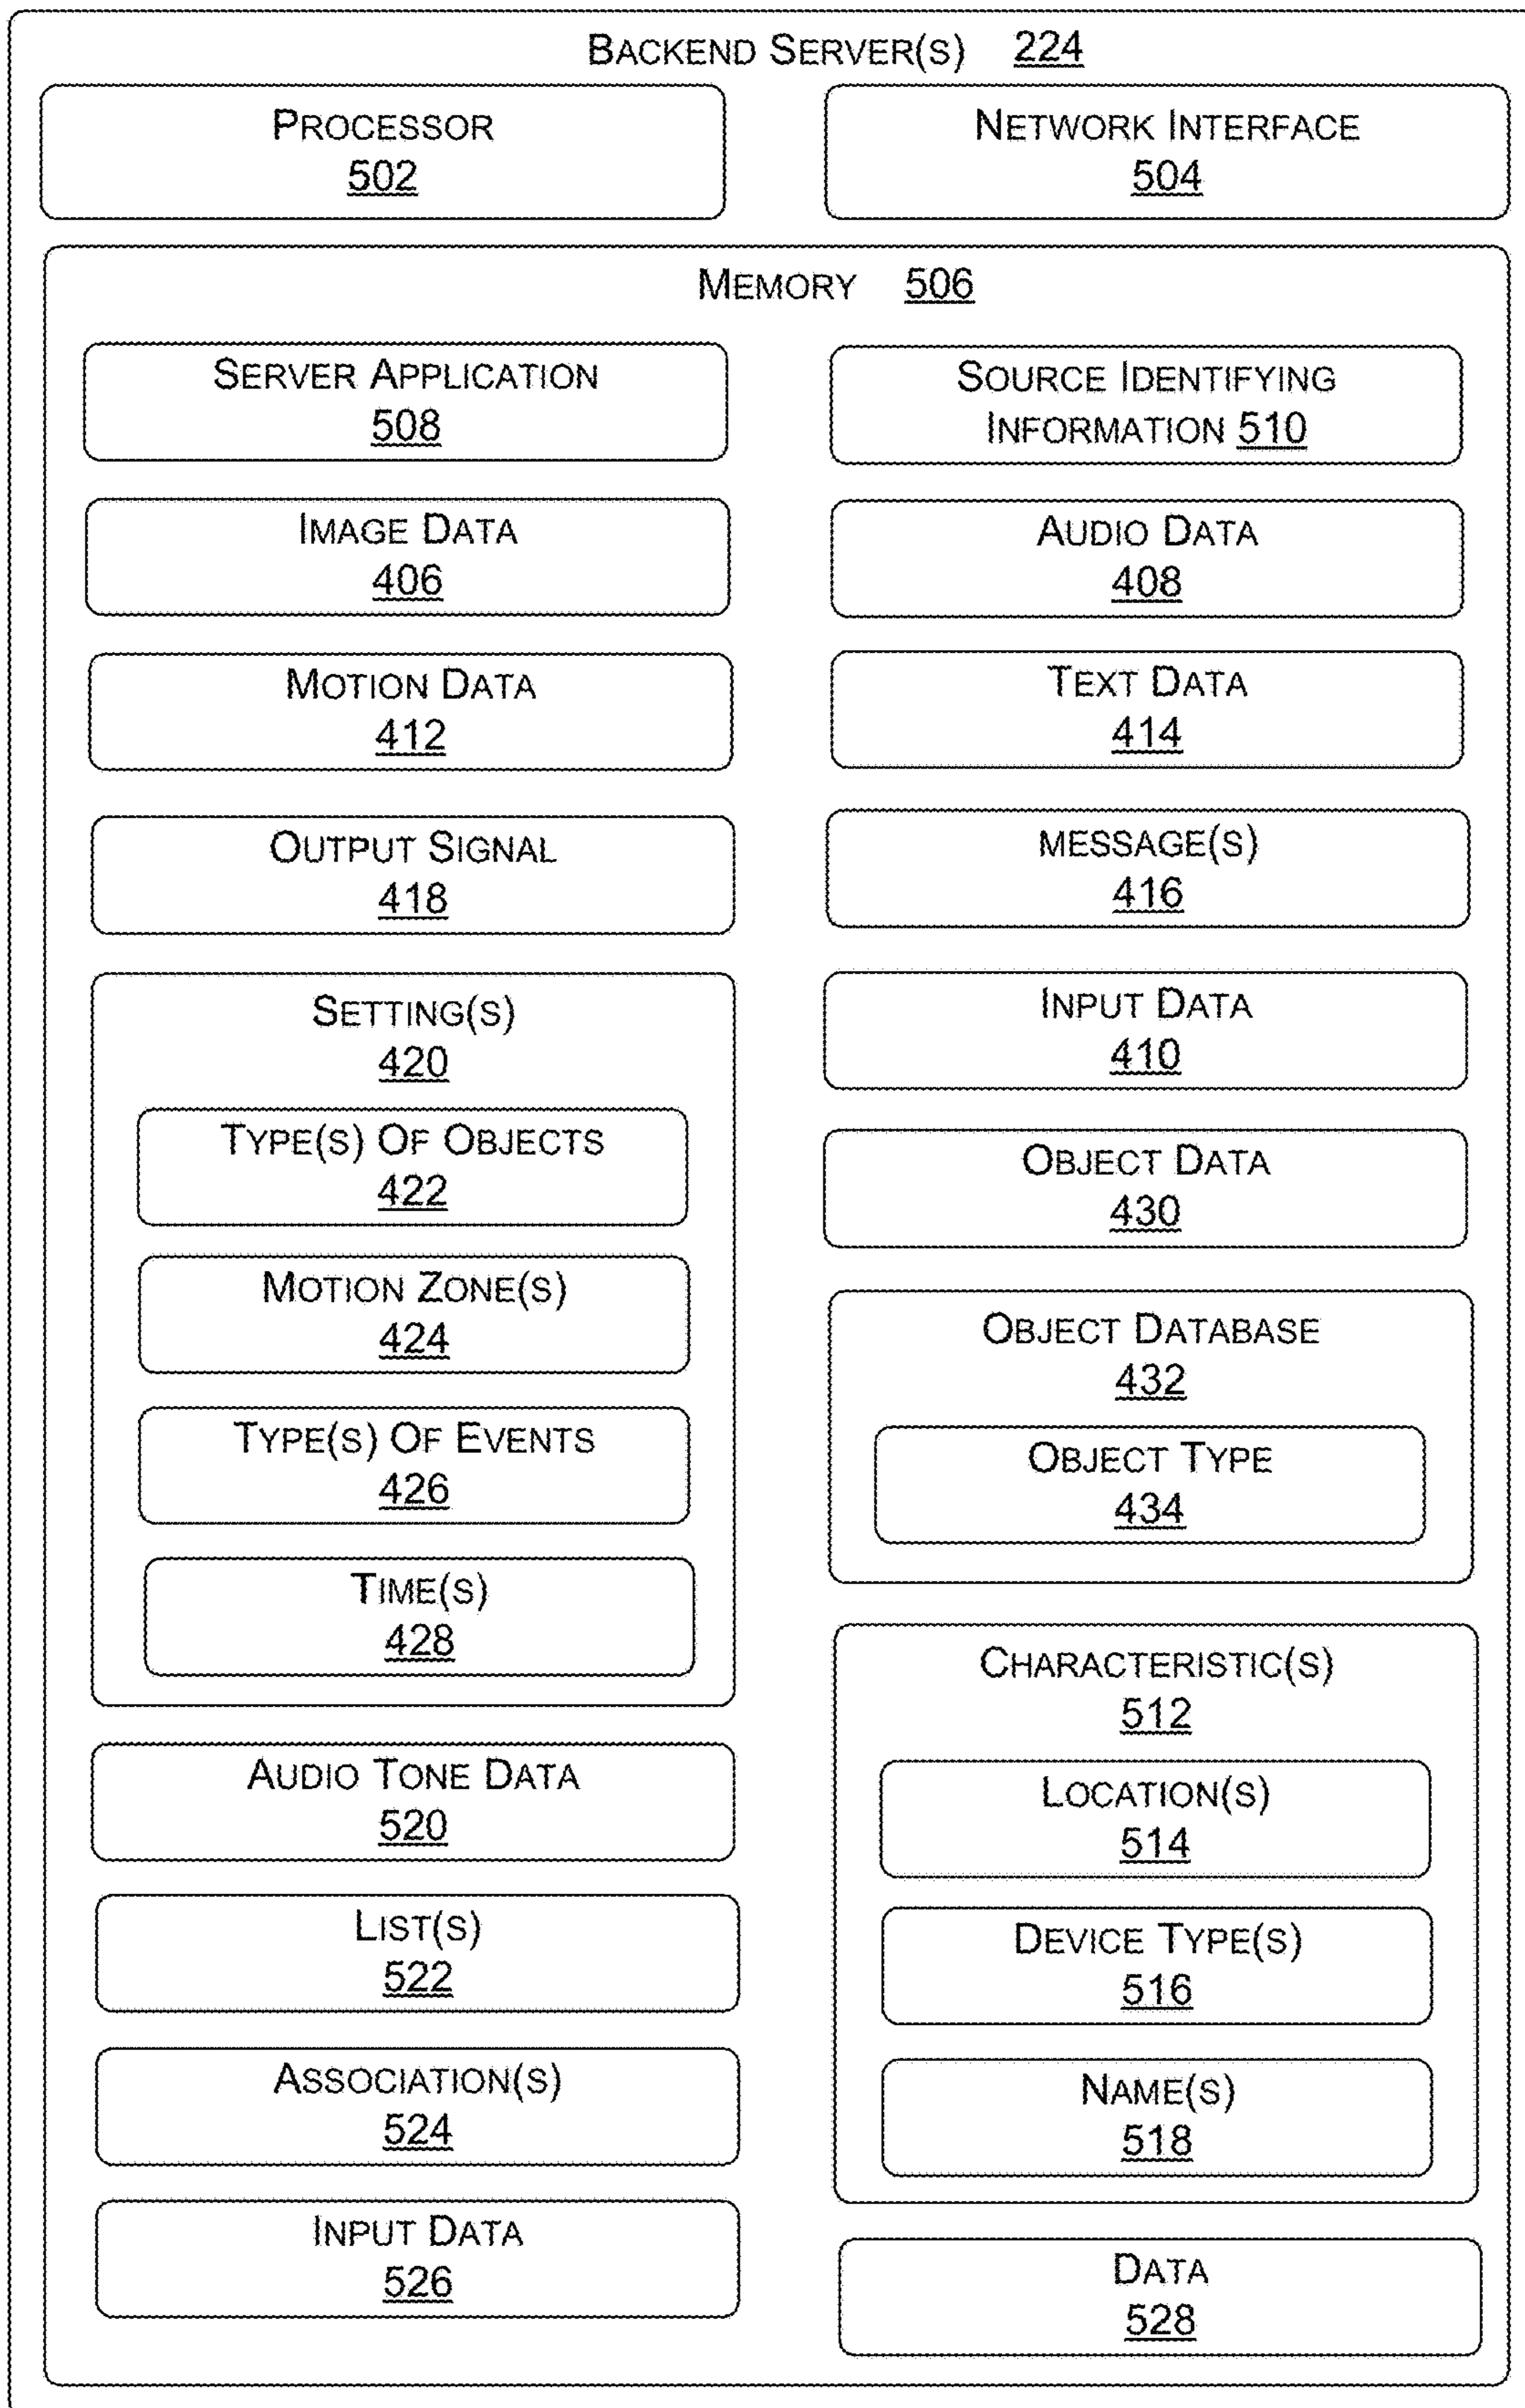 BACKEND SERVER(S) 224
PROCESSOR
502
NETWORK INTERFACE
504
MEMORY 506
SERVER APPLICATION
508
SOURCE IDENTIFYING
INFORMATION 510
IMAGE DATA
406
AUDIO DATA
408
MOTION DATA
412
TEXT DATA
414
OUTPUT SIGNAL
418
MESSAGE(S)
416
SETTING(S)
420
TYPE(S) OF OBJECTS
422
MOTION ZONE(S)
424
TYPE(S) OF EVENTS
426
TIME(S)
428
INPUT DATA
410
OBJECT DATA
430
OBJECT DATABASE
432
OBJECT TYPE
434
CHARACTERISTIC(S)
512
LOCATION(S)
514
DEVICE TYPE(S)
516
NAME(S)
518
AUDIO TONE DATA
520
LIST(S)
522
ASSOCIATION(S)
524
INPUT DATA
526
DATA
528